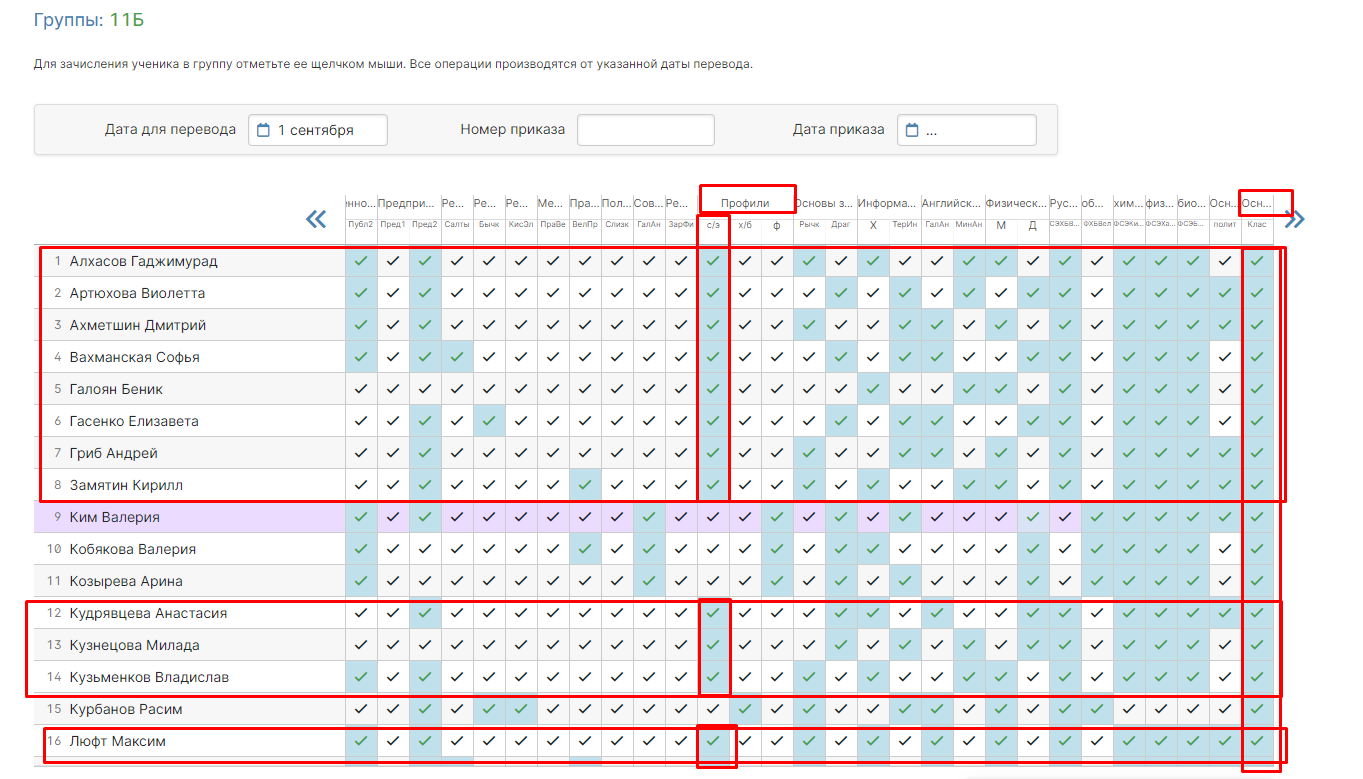 Группы: 11Б
Для зачисления ученика в группу отметьте ее щелчком мыши. Все операции производятся от указанной даты перевода.
Дата для перевода 1 сентября Номер приказа Дата приказа ...
нно... Предпри... Ре... Ре... Ре... Ме... Пра... Пол... Сов... Ре... Профили Основы з... Информа... Английск... Физическ... Рус... об... хим... физ... био... Осн... Осн...
Публ2 Пред1 Пред2 Салты Бычк КисЭл ПраВе ВелПр Слизк ГалАн ЗарФи с/э х/б ф Рычк Драг Х ТерИн ГалАн МинАн М Д СЭХБВ... ФХБВел ФСЭКи... ФСЭХа... ФСЭБ... полит Клас
1 Алхасов Гаджимурад
2 Артюхова Виолетта
3 Ахметшин Дмитрий
4 Вахманская Софья
5 Галоян Беник
6 Гасенко Елизавета
7 Гриб Андрей
8 Замятин Кирилл
9 Ким Валерия
10 Кобякова Валерия
11 Козырева Арина
12 Кудрявцева Анастасия
13 Кузнецова Милада
14 Кузьменков Владислав
15 Курбанов Расим
16 Люфт Максим